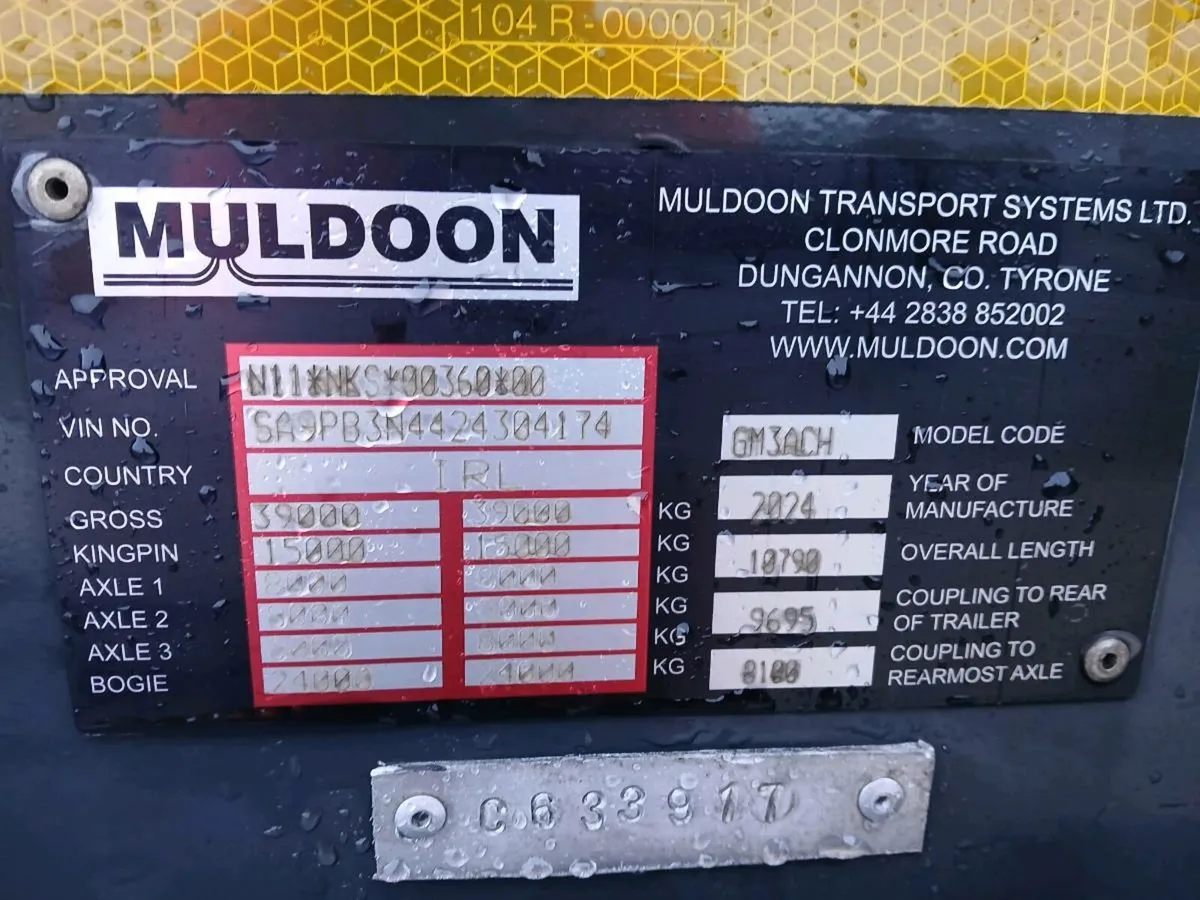 104 R-000001
MULDOON
MULDOON TRANSPORT SYSTEMS LTD.
CLONMORE ROAD
DUNGANNON, CO. TYRONE
TEL: +44 2838 852002
WWW.MULDOON.COM
APPROVAL N11*NKS*90360*00
VIN NO. SA9PB3N4424304174
COUNTRY IRL
GROSS 39000 39000 KG
KINGPIN 15000 15000 KG
AXLE 1 8000 8000 KG
AXLE 2 8000 8000 KG
AXLE 3 8000 8000 KG
BOGIE 24000 24000 KG
GM3ACH MODEL CODE
2024 YEAR OF
MANUFACTURE
10790 OVERALL LENGTH
9695 COUPLING TO REAR
OF TRAILER
8100 COUPLING TO
REARMOST AXLE
C633917